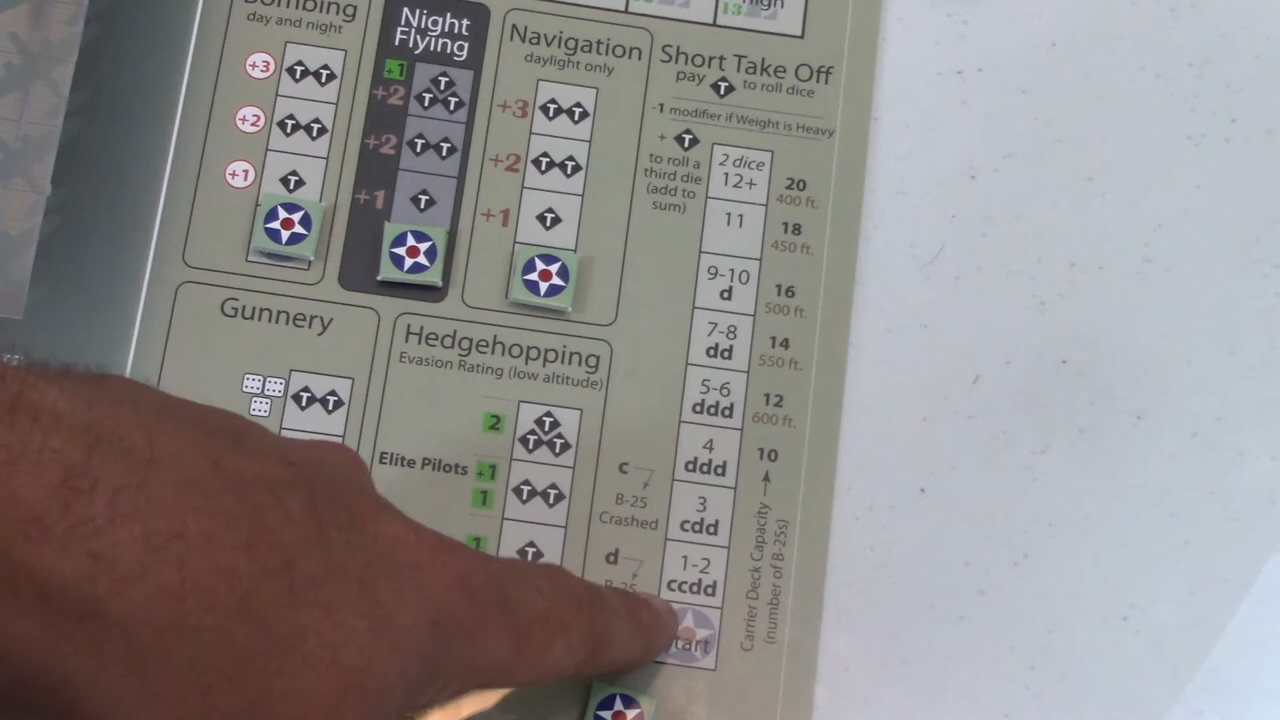 Bombing
day and night
+3
T T
+2
T T
+1
T
Night
Flying
+1
+2
T
T T
+2
T T
+1
T
Navigation
daylight only
+3
T T
+2
T T
+1
T
13
High
Short Take Off
pay T to roll dice
-1 modifier if Weight is Heavy
+ T
to roll a
third die
(add to
sum)
2 dice
12+
20
400 ft.
11
18
450 ft.
9-10
d
16
500 ft.
7-8
dd
14
550 ft.
5-6
ddd
12
600 ft.
4
ddd
10
3
cdd
1-2
ccdd
tart
c
B-25
Crashed
d
B-25
Carrier Deck Capacity
(number of B-25s)
Gunnery
T T
Hedgehopping
Evasion Rating (low altitude)
2
T
T T
Elite Pilots +1
1
T T
1
T